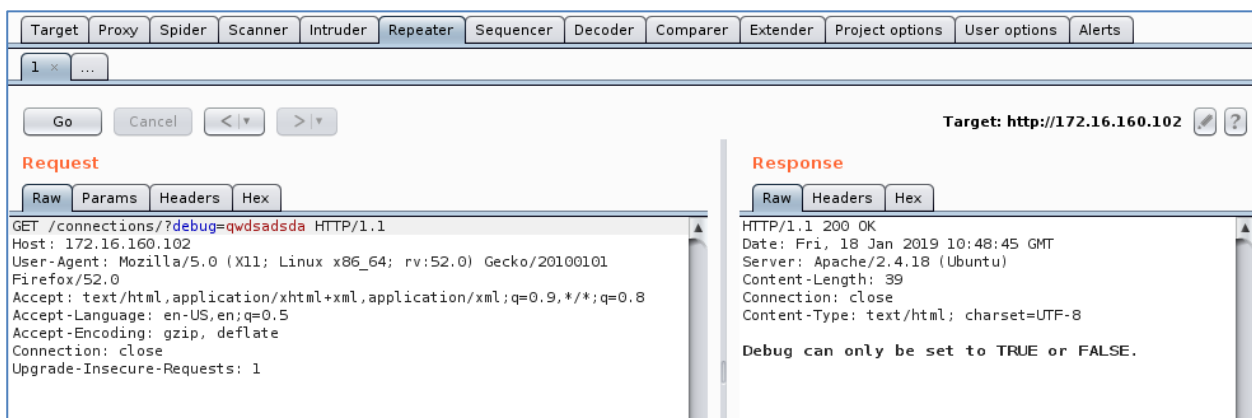 Target Proxy Spider Scanner Intruder Repeater Sequencer Decoder Comparer Extender Project options User options Alerts
1 × ...
Go Cancel < > Target: http://172.16.160.102 ?
Request
Raw Params Headers Hex
GET /connections/?debug=qwdsadsda HTTP/1.1
Host: 172.16.160.102
User-Agent: Mozilla/5.0 (X11; Linux x86_64; rv:52.0) Gecko/20100101
Firefox/52.0
Accept: text/html,application/xhtml+xml,application/xml;q=0.9,*/*;q=0.8
Accept-Language: en-US,en;q=0.5
Accept-Encoding: gzip, deflate
Connection: close
Upgrade-Insecure-Requests: 1
Response
Raw Headers Hex
HTTP/1.1 200 OK
Date: Fri, 18 Jan 2019 10:48:45 GMT
Server: Apache/2.4.18 (Ubuntu)
Content-Length: 39
Connection: close
Content-Type: text/html; charset=UTF-8
Debug can only be set to TRUE or FALSE.